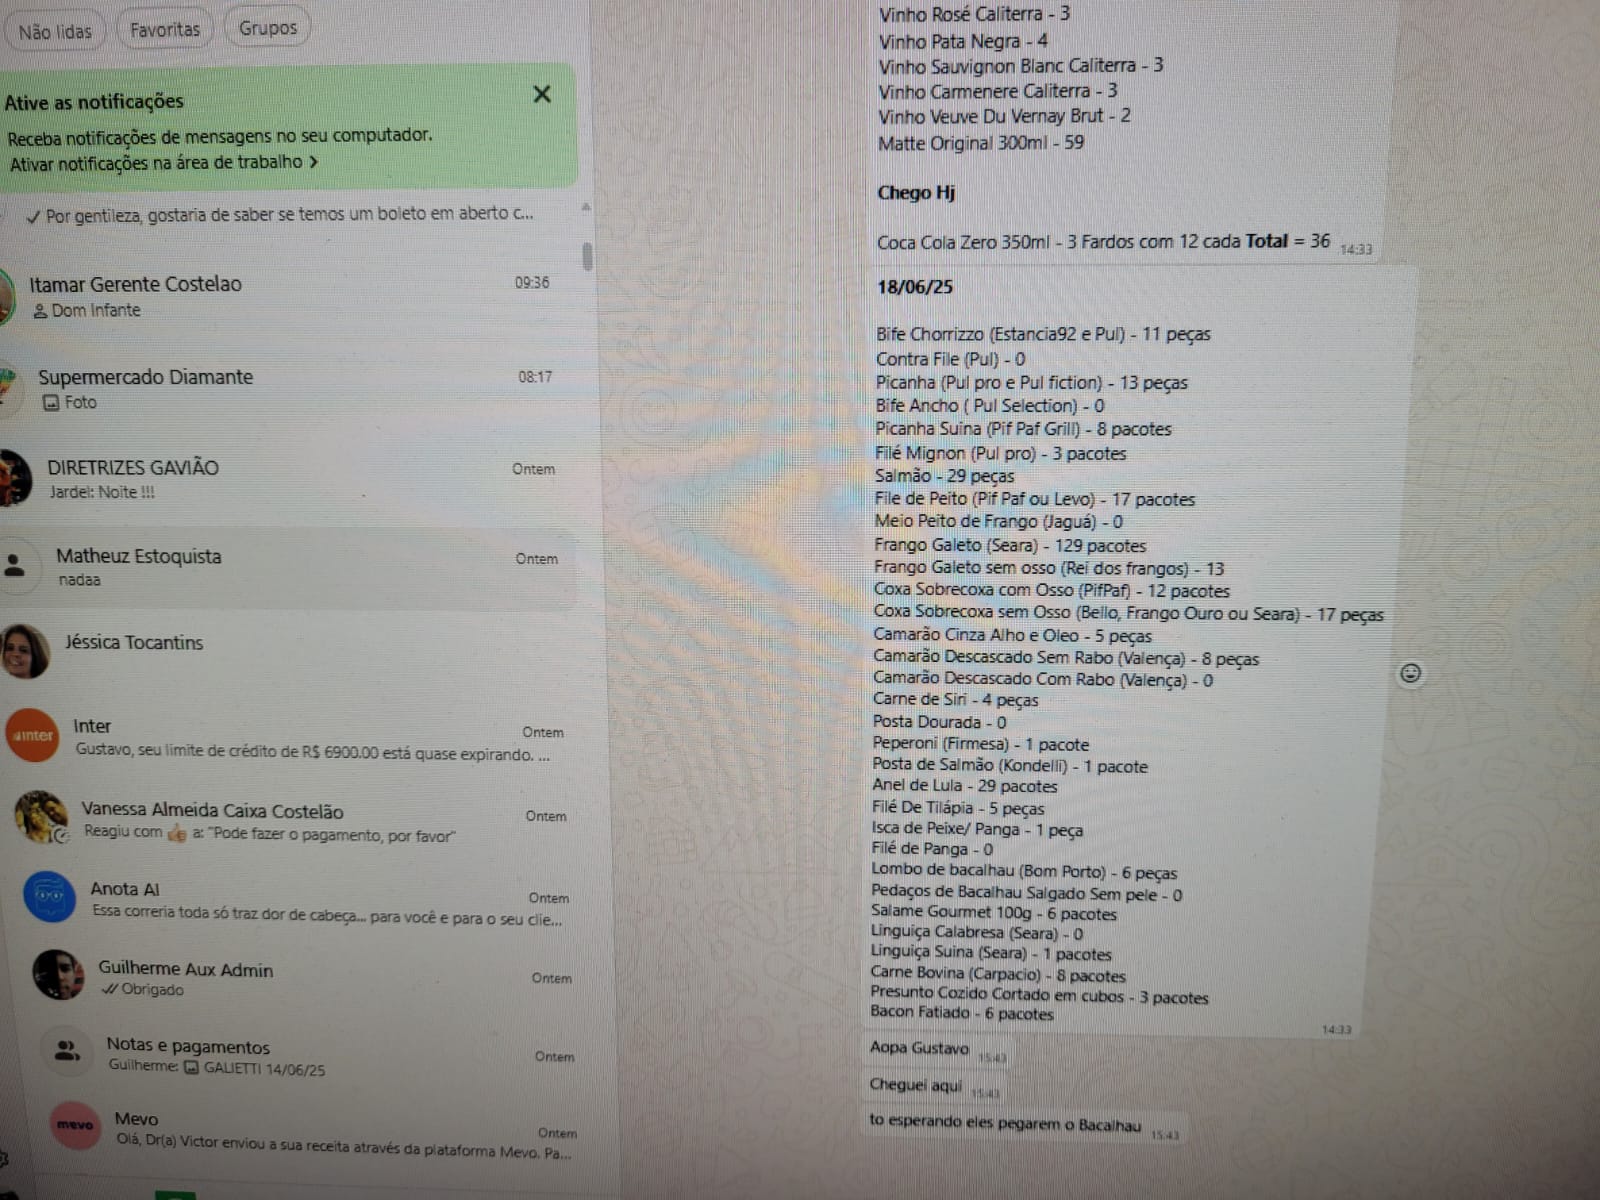 Não lidas
Favoritas
Grupos
Ative as notificações
Receba notificações de mensagens no seu computador.
Ativar notificações na área de trabalho >
Por gentileza, gostaria de saber se temos um boleto em aberto c...
Itamar Gerente Costelao 09:36
Dom Infante
Supermercado Diamante 08:17
Foto
DIRETRIZES GAVIÃO Ontem
Jardel: Noite !!!
Matheuz Estoquista Ontem
nadaa
Jéssica Tocantins
inter
Inter Ontem
Gustavo, seu limite de crédito de R$ 6900.00 está quase expirando. ...
Vanessa Almeida Caixa Costelão Ontem
Reagiu com 👍 a: "Pode fazer o pagamento, por favor"
Anota AI Ontem
Essa correria toda só traz dor de cabeça... para você e para o seu clie...
Guilherme Aux Admin Ontem
Obrigado
Notas e pagamentos Ontem
Guilherme: GALIETTI 14/06/25
mevo
Mevo Ontem
Olá, Dr(a) Victor enviou a sua receita através da plataforma Mevo. Pa...
Vinho Rosé Caliterra - 3
Vinho Pata Negra - 4
Vinho Sauvignon Blanc Caliterra - 3
Vinho Carmenere Caliterra - 3
Vinho Veuve Du Vernay Brut - 2
Matte Original 300ml - 59
Chego Hj
Coca Cola Zero 350ml - 3 Fardos com 12 cada Total = 36 14:33
18/06/25
Bife Chorrizzo (Estancia92 e Pul) - 11 peças
Contra File (Pul) - 0
Picanha (Pul pro e Pul fiction) - 13 peças
Bife Ancho ( Pul Selection) - 0
Picanha Suina (Pif Paf Grill) - 8 pacotes
Filé Mignon (Pul pro) - 3 pacotes
Salmão - 29 peças
File de Peito (Pif Paf ou Levo) - 17 pacotes
Meio Peito de Frango (Jaguá) - 0
Frango Galeto (Seara) - 129 pacotes
Frango Galeto sem osso (Rei dos frangos) - 13
Coxa Sobrecoxa com Osso (PifPaf) - 12 pacotes
Coxa Sobrecoxa sem Osso (Bello, Frango Ouro ou Seara) - 17 peças
Camarão Cinza Alho e Oleo - 5 peças
Camarão Descascado Sem Rabo (Valença) - 8 peças
Camarão Descascado Com Rabo (Valença) - 0
Carne de Siri - 4 peças
Posta Dourada - 0
Peperoni (Firmesa) - 1 pacote
Posta de Salmão (Kondelli) - 1 pacote
Anel de Lula - 29 pacotes
Filé De Tilápia - 5 peças
Isca de Peixe/ Panga - 1 peça
Filé de Panga - 0
Lombo de bacalhau (Bom Porto) - 6 peças
Pedaços de Bacalhau Salgado Sem pele - 0
Salame Gourmet 100g - 6 pacotes
Linguiça Calabresa (Seara) - 0
Linguiça Suina (Seara) - 1 pacotes
Carne Bovina (Carpacio) - 8 pacotes
Presunto Cozido Cortado em cubos - 3 pacotes
Bacon Fatiado - 6 pacotes
14:33
Aopa Gustavo 15:43
Cheguei aqui 15:43
to esperando eles pegarem o Bacalhau 15:43